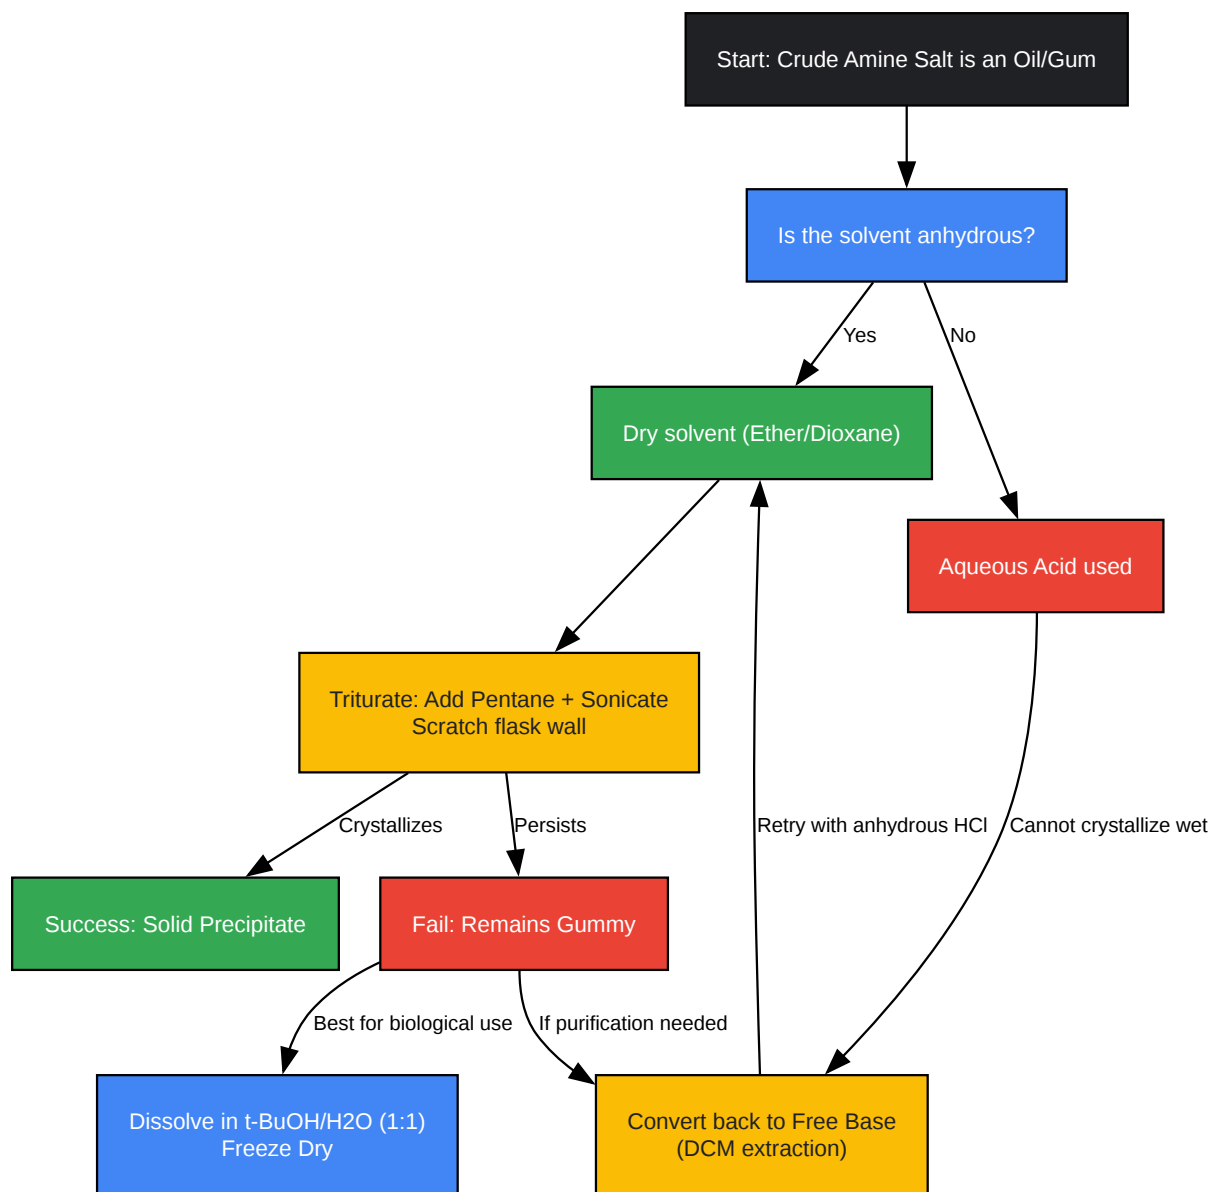 Start: Crude Amine Salt is an Oil/Gum
Is the solvent anhydrous?
Yes
No
Dry solvent (Ether/Dioxane)
Aqueous Acid used
Triturate: Add Pentane + Sonicate
Scratch flask wall
Crystallizes
Persists
Retry with anhydrous HCl
Cannot crystallize wet
Success: Solid Precipitate
Fail: Remains Gummy
Best for biological use
If purification needed
Dissolve in t-BuOH/H2O (1:1)
Freeze Dry
Convert back to Free Base
(DCM extraction)